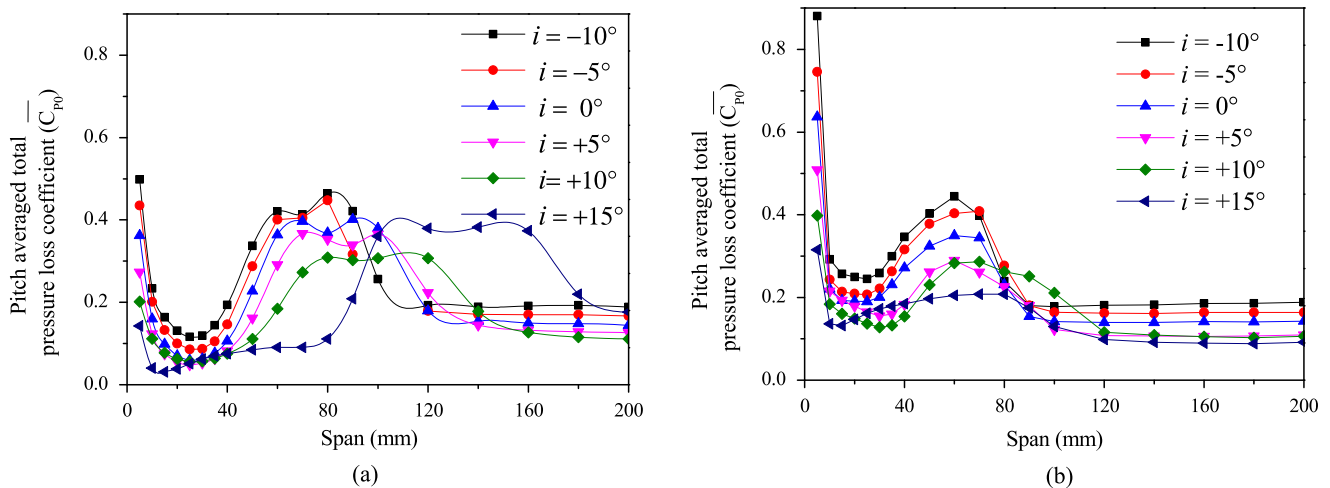 Pitch averaged total
pressure loss coefficient (C̅P0)
0.8
0.6
0.4
0.2
0.0
0 40 80 120 160 200
Span (mm)
i = −10°
i = −5°
i = 0°
i = +5°
i= +10°
i = +15°
(a)
Pitch averaged total
pressure loss coefficient (C̅P0)
0.8
0.6
0.4
0.2
0.0
0 40 80 120 160 200
Span (mm)
i = -10°
i = -5°
i = 0°
i = +5°
i = +10°
i = +15°
(b)